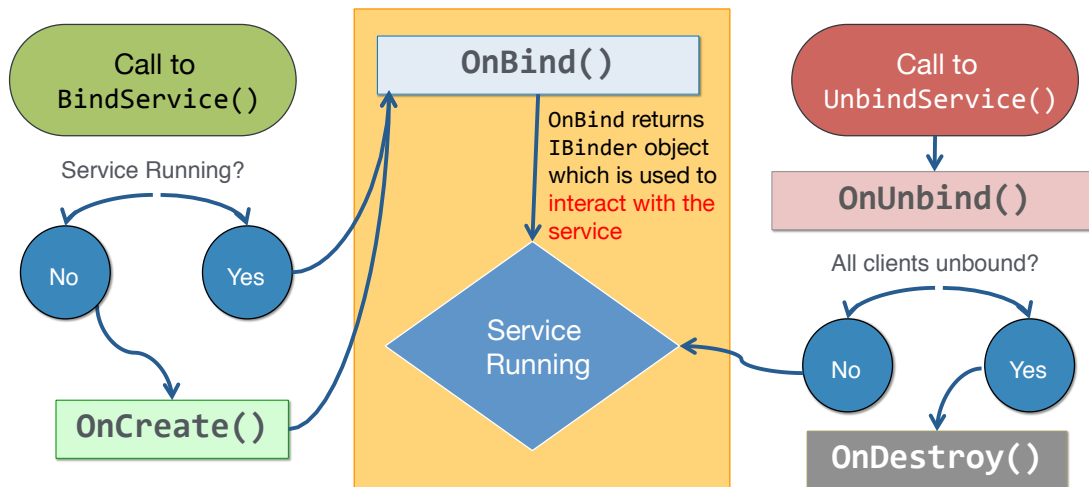 Call to
BindService()
Service Running?
No
Yes
OnCreate()
OnBind()
OnBind returns
IBinder object
which is used to
interact with the
service
Service
Running
Call to
UnbindService()
OnUnbind()
All clients unbound?
No
Yes
OnDestroy()